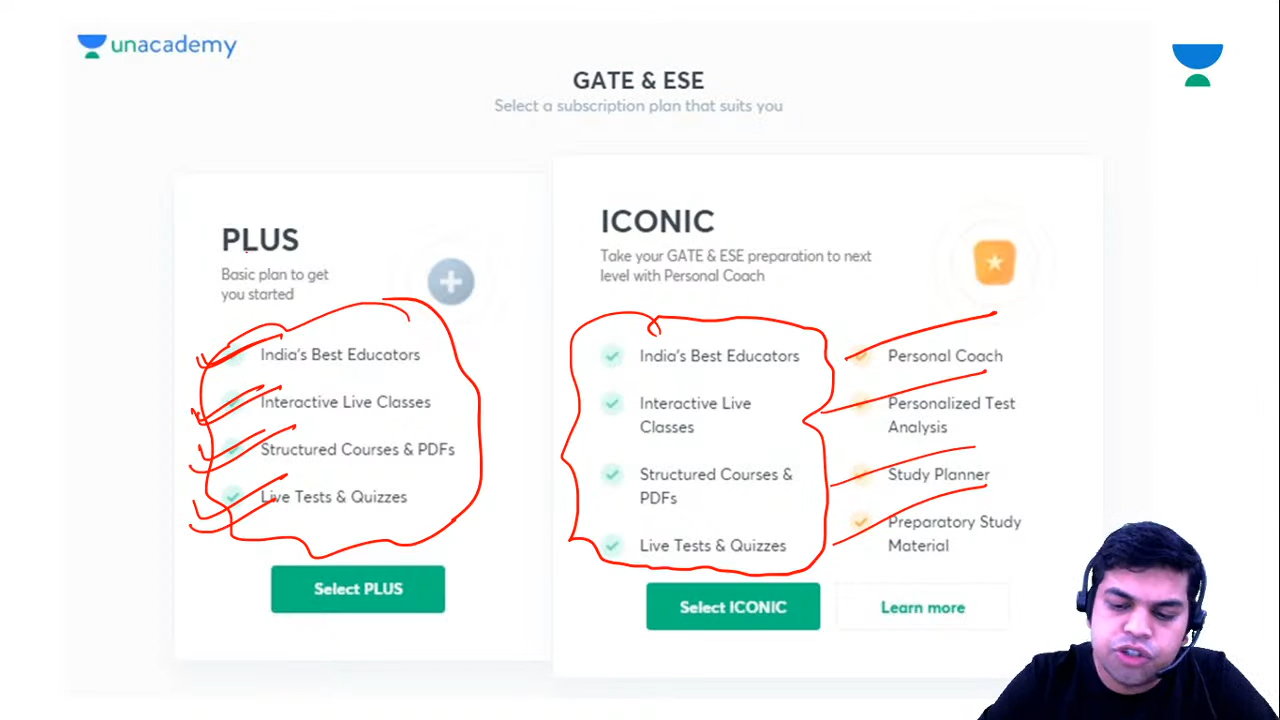 unacademy
GATE & ESE
Select a subscription plan that suits you
PLUS
Basic plan to get
you started
India's Best Educators
Interactive Live Classes
Structured Courses & PDFs
Live Tests & Quizzes
Select PLUS
ICONIC
Take your GATE & ESE preparation to next
level with Personal Coach
India's Best Educators
Interactive Live
Classes
Structured Courses &
PDFs
Live Tests & Quizzes
Personal Coach
Personalized Test
Analysis
Study Planner
Preparatory Study
Material
Select ICONIC
Learn more